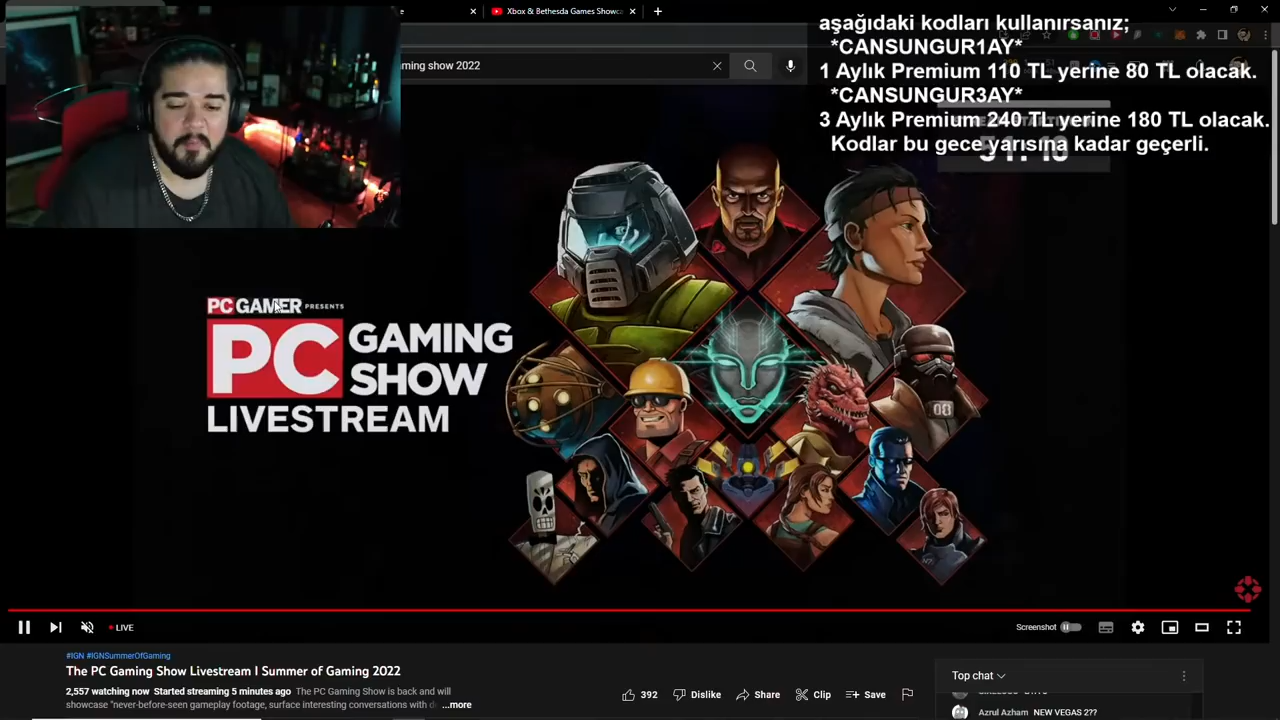 Xbox & Bethesda Games Showc
aşağıdaki kodları kullanırsanız;
*CANSUNGUR1AY*
ming show 2022
1 Aylık Premium 110 TL yerine 80 TL olacak.
*CANSUNGUR3AY*
3 Aylık Premium 240 TL yerine 180 TL olacak.
Kodlar bu gece yarısına kadar geçerli.
PC GAMER PRESENTS
PC GAMING
SHOW
LIVESTREAM
00
N7
LIVE
Screenshot
#IGN #IGNSummerOfGaming
The PC Gaming Show Livestream | Summer of Gaming 2022
2,557 watching now Started streaming 5 minutes ago The PC Gaming Show is back and will
showcase "never-before-seen gameplay footage, surface interesting conversations with d ...more
392
Dislike
Share
Clip
Save
Top chat
Azrul Azham NEW VEGAS 2??